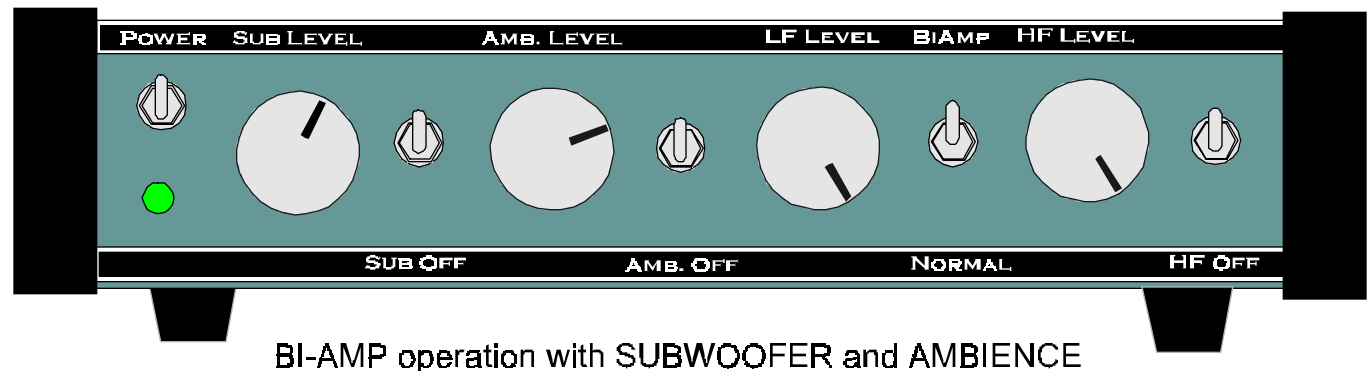 POWER SUB LEVEL AMB. LEVEL LF LEVEL BIAMP HF LEVEL
SUB OFF AMB. OFF NORMAL HF OFF
BI-AMP operation with SUBWOOFER and AMBIENCE